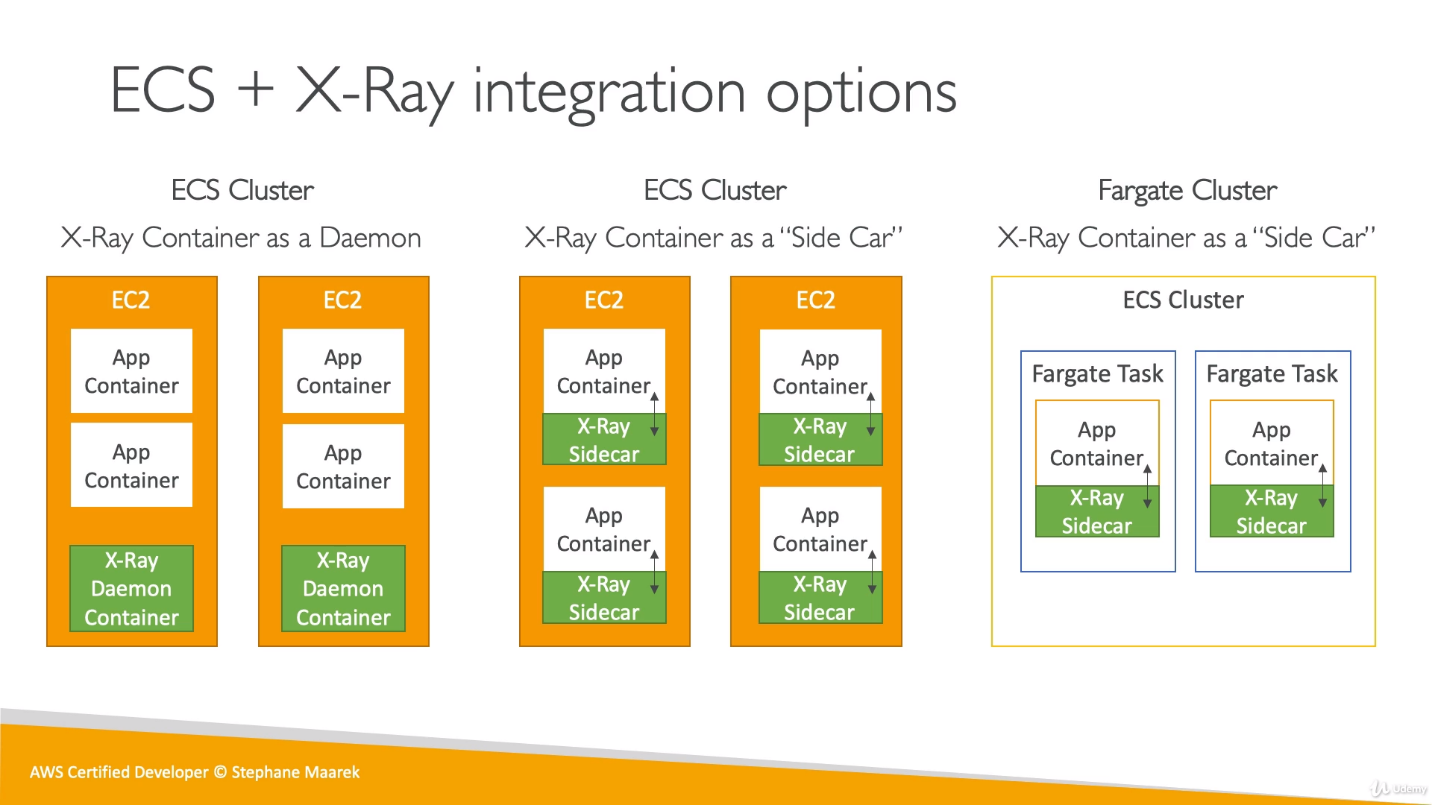 ECS + X-Ray integration options
ECS Cluster
X-Ray Container as a Daemon
EC2
App
Container
App
Container
X-Ray
Daemon
Container
EC2
App
Container
App
Container
X-Ray
Daemon
Container
ECS Cluster
X-Ray Container as a “Side Car”
EC2
App
Container
X-Ray
Sidecar
App
Container
X-Ray
Sidecar
EC2
App
Container
X-Ray
Sidecar
App
Container
X-Ray
Sidecar
Fargate Cluster
X-Ray Container as a “Side Car”
ECS Cluster
Fargate Task
App
Container
X-Ray
Sidecar
Fargate Task
App
Container
X-Ray
Sidecar
AWS Certified Developer © Stephane Maarek
Udemy